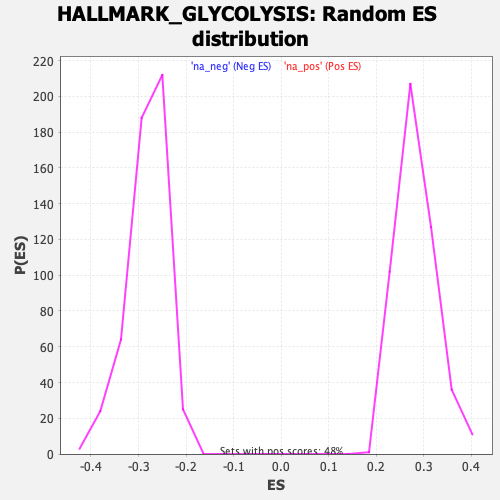 HALLMARK_GLYCOLYSIS: Random ES
distribution
'na_neg' (Neg ES) 'na_pos' (Pos ES)
220
200
180
160
140
120
100
80
60
40
20
0
P(ES)
Sets with pos scores: 48%
-0.4 -0.3 -0.2 -0.1 0.0 0.1 0.2 0.3 0.4
ES